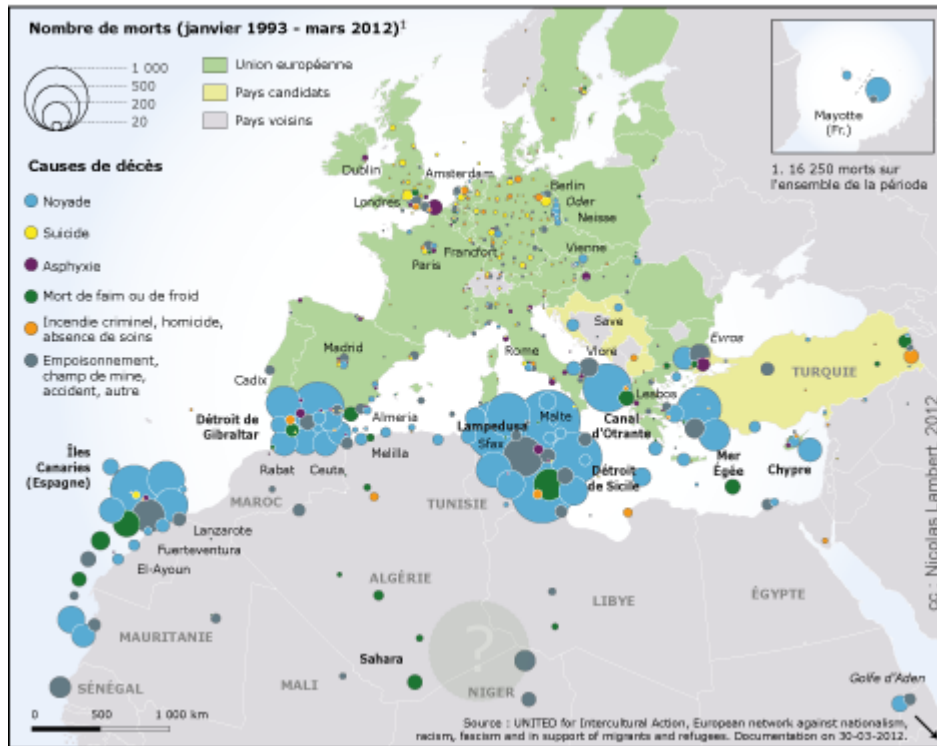 Nombre de morts (janvier 1993 - mars 2012)¹
1 000
500
200
20
Union européenne
Pays candidats
Pays voisins
Causes de décès
Noyade
Suicide
Asphyxie
Mort de faim ou de froid
Incendie criminel, homicide,
absence de soins
Empoisonnement,
champ de mine,
accident, autre
Mayotte
(Fr.)
1. 16 250 morts sur
l'ensemble de la période
Dublin
Amsterdam
Londres
Berlin
Oder
Neisse
Paris
Francfort
Vienne
Save
Madrid
Rome
Vlore
Evros
TURQUIE
Cadix
Lesbos
Détroit de
Gibraltar
Almeria
Lampedusa
Malte
Canal
d'Otrante
Sfax
Îles
Canaries
(Espagne)
Rabat
Ceuta
Melilla
Détroit
de Sicile
Mer
Égée
Chypre
MAROC
TUNISIE
Lanzarote
Fuerteventura
El-Ayoun
ALGÉRIE
LIBYE
ÉGYPTE
MAURITANIE
?
Sahara
SÉNÉGAL
MALI
NIGER
Golfe d'Aden
0 500 1 000 km
Source : UNITED for Intercultural Action, European network against nationalism,
racism, fascism and in support of migrants and refugees. Documentation on 30-03-2012.
cc : Nicolas Lambert, 2012